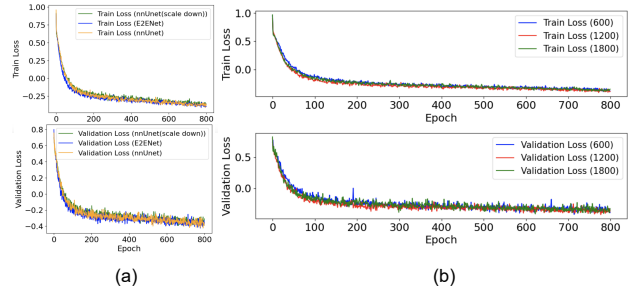 1.00
0.75
0.50
0.25
0.00
−0.25
Train Loss
Train Loss (nnUnet(scale down))
Train Loss (E2ENet)
Train Loss (nnUnet)
0 200 400 600 800
0.8
0.6
0.4
0.2
0.0
−0.2
−0.4
Validation Loss
Validation Loss (nnUnet(scale down))
Validation Loss (E2ENet)
Validation Loss (nnUnet)
0 200 400 600 800
Epoch
(a)
1.0
0.5
0.0
Train Loss
Train Loss (600)
Train Loss (1200)
Train Loss (1800)
0 100 200 300 400 500 600 700 800
Epoch
0.5
0.0
Validation Loss
Validation Loss (600)
Validation Loss (1200)
Validation Loss (1800)
0 100 200 300 400 500 600 700 800
Epoch
(b)